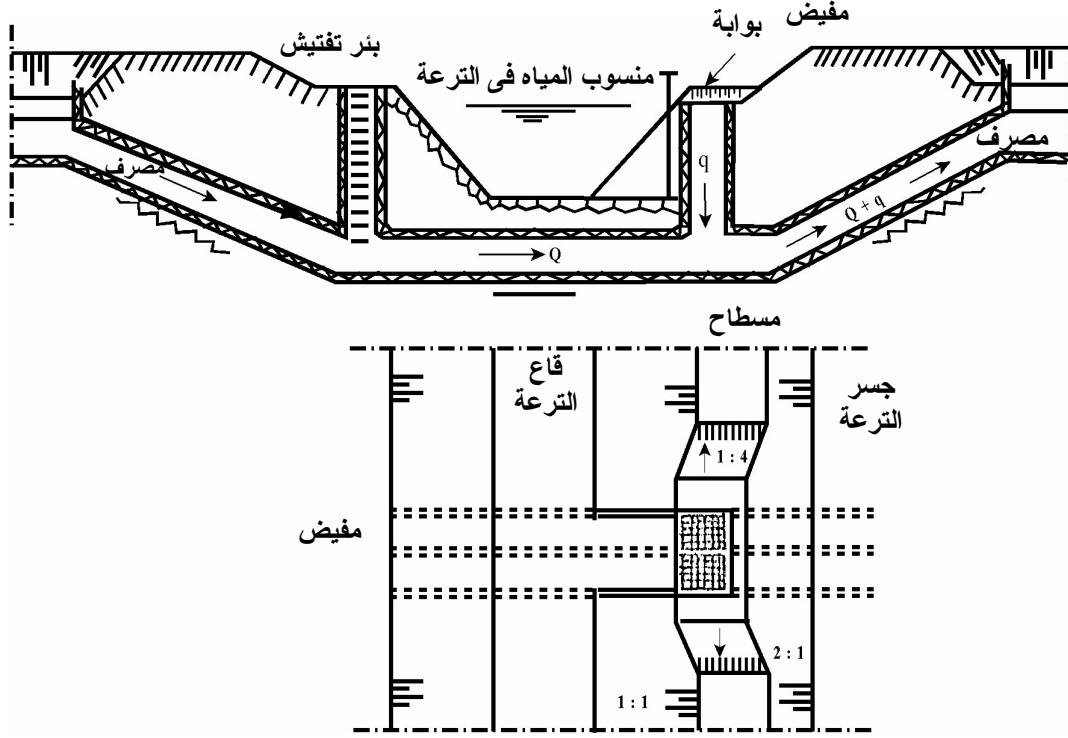 مفيض
بوابة
بئر تفتيش
منسوب المياه فى الترعة
مصرف
مصرف
q
Q + q
Q
مسطاح
قاع
الترعة
جسر
الترعة
1 : 4
مفيض
2 : 1
1 : 1